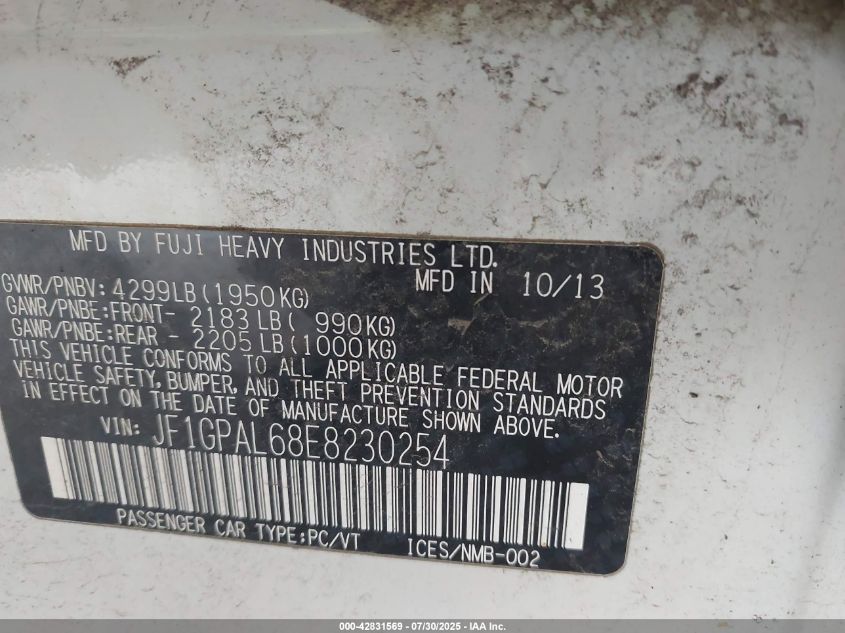 MFD BY FUJI HEAVY INDUSTRIES LTD.
MFD IN 10/13
GVWR/PNBV: 4299LB(1950KG)
GAWR/PNBE:FRONT- 2183 LB( 990KG)
GAWR/PNBE:REAR - 2205 LB(1000KG)
THIS VEHICLE CONFORMS TO ALL APPLICABLE FEDERAL MOTOR
VEHICLE SAFETY, BUMPER, AND THEFT PREVENTION STANDARDS
IN EFFECT ON THE DATE OF MANUFACTURE SHOWN ABOVE.
VIN: JF1GPAL68E8230254
PASSENGER CAR TYPE:PC/VT ICES/NMB-002
000-42831569 | 07/30/2025 - IAA Inc.